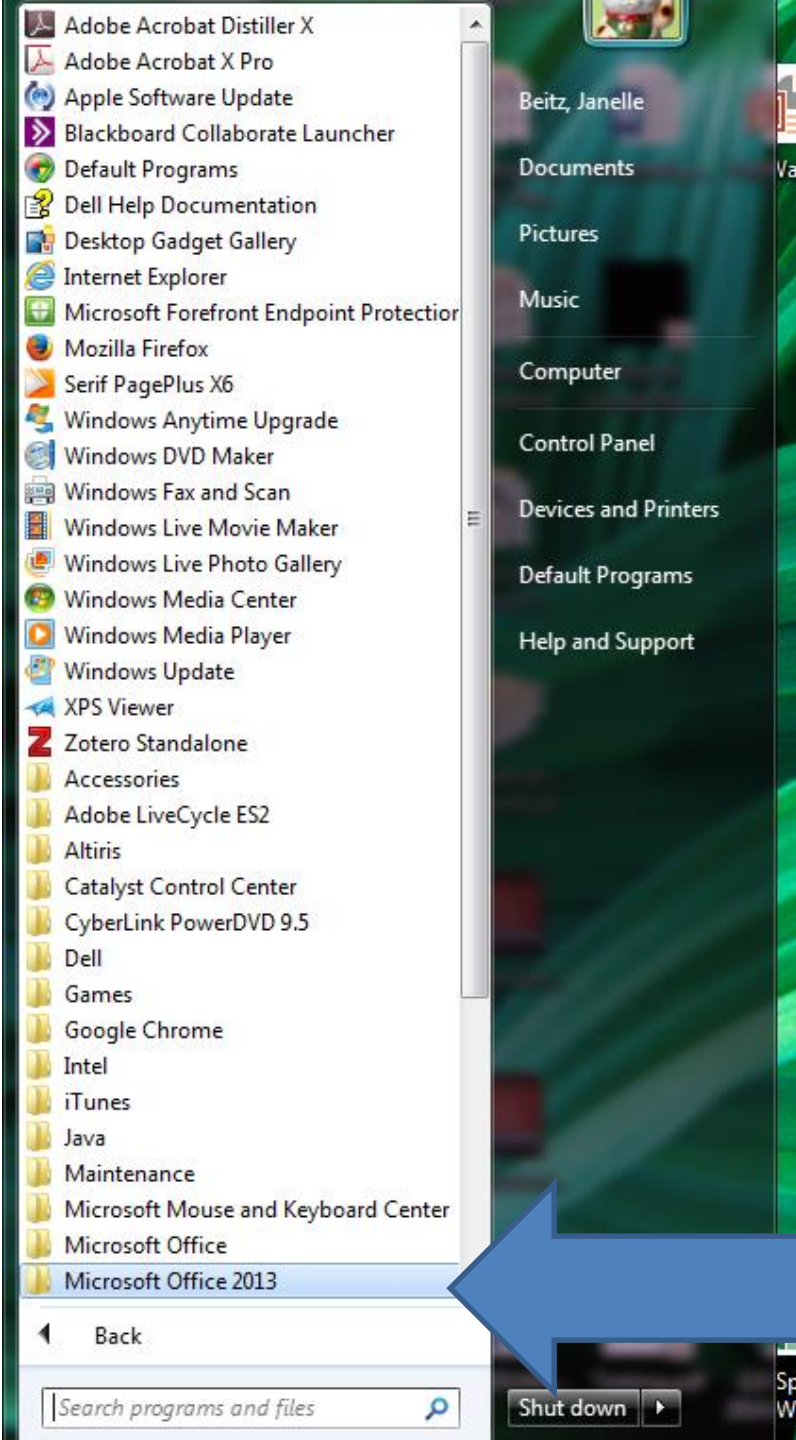 Adobe Acrobat Distiller X
Adobe Acrobat X Pro
Apple Software Update
Blackboard Collaborate Launcher
Default Programs
Dell Help Documentation
Desktop Gadget Gallery
Internet Explorer
Microsoft Forefront Endpoint Protection
Mozilla Firefox
Serif PagePlus X6
Windows Anytime Upgrade
Windows DVD Maker
Windows Fax and Scan
Windows Live Movie Maker
Windows Live Photo Gallery
Windows Media Center
Windows Media Player
Windows Update
XPS Viewer
Zotero Standalone
Accessories
Adobe LiveCycle ES2
Altiris
Catalyst Control Center
CyberLink PowerDVD 9.5
Dell
Games
Google Chrome
Intel
iTunes
Java
Maintenance
Microsoft Mouse and Keyboard Center
Microsoft Office
Microsoft Office 2013
Back
Search programs and files
Beitz, Janelle
Documents
Pictures
Music
Computer
Control Panel
Devices and Printers
Default Programs
Help and Support
Shut down